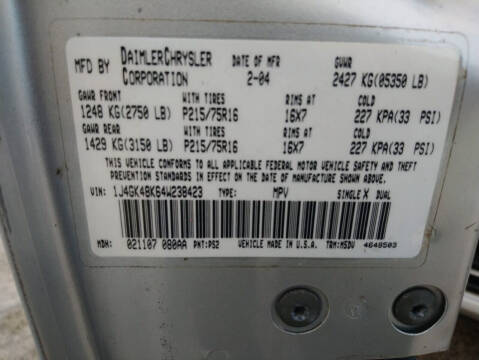 MFD BY DAIMLERCHRYSLER CORPORATION DATE OF MFR 2-04 GVWR 2427 KG(05350 LB)
GAWR FRONT WITH TIRES RIMS AT COLD
1248 KG(2750 LB) P215/75R16 16X7 227 KPA(33 PSI)
GAWR REAR WITH TIRES RIMS AT COLD
1429 KG(3150 LB) P215/75R16 16X7 227 KPA(33 PSI)
THIS VEHICLE CONFORMS TO ALL APPLICABLE FEDERAL MOTOR VEHICLE SAFETY AND THEFT
PREVENTION STANDARDS IN EFFECT ON THE DATE OF MANUFACTURE SHOWN ABOVE.
VIN: 1J4GK48K64W238423 TYPE: MPV SINGLE X DUAL
MDH: 021107 080AA PNT:PS2 VEHICLE MADE IN U.S.A. TRM:M5DV 4648503